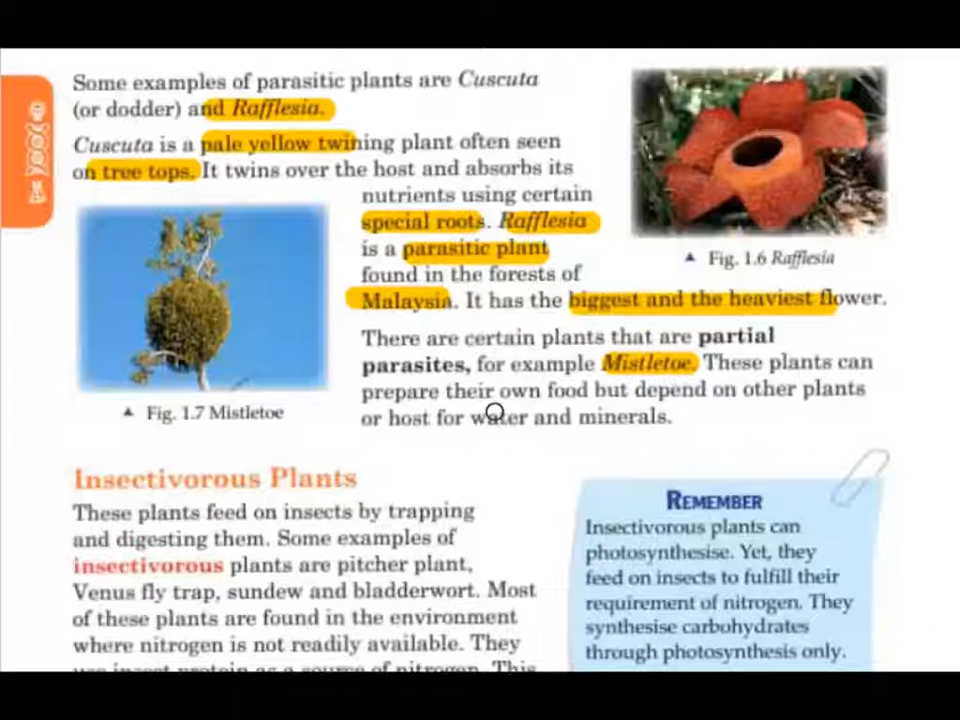 Some examples of parasitic plants are Cuscuta
(or dodder) and Rafflesia.
Cuscuta is a pale yellow twining plant often seen
on tree tops. It twins over the host and absorbs its
nutrients using certain
special roots. Rafflesia
is a parasitic plant
found in the forests of
Malaysia. It has the biggest and the heaviest flower.
▲ Fig. 1.6 Rafflesia
There are certain plants that are partial
parasites, for example Mistletoe. These plants can
prepare their own food but depend on other plants
or host for water and minerals.
▲ Fig. 1.7 Mistletoe
Insectivorous Plants
These plants feed on insects by trapping
and digesting them. Some examples of
insectivorous plants are pitcher plant,
Venus fly trap, sundew and bladderwort. Most
of these plants are found in the environment
where nitrogen is not readily available. They
use insect protein as a source of nitrogen. This
REMEMBER
Insectivorous plants can
photosynthesise. Yet, they
feed on insects to fulfill their
requirement of nitrogen. They
synthesise carbohydrates
through photosynthesis only.